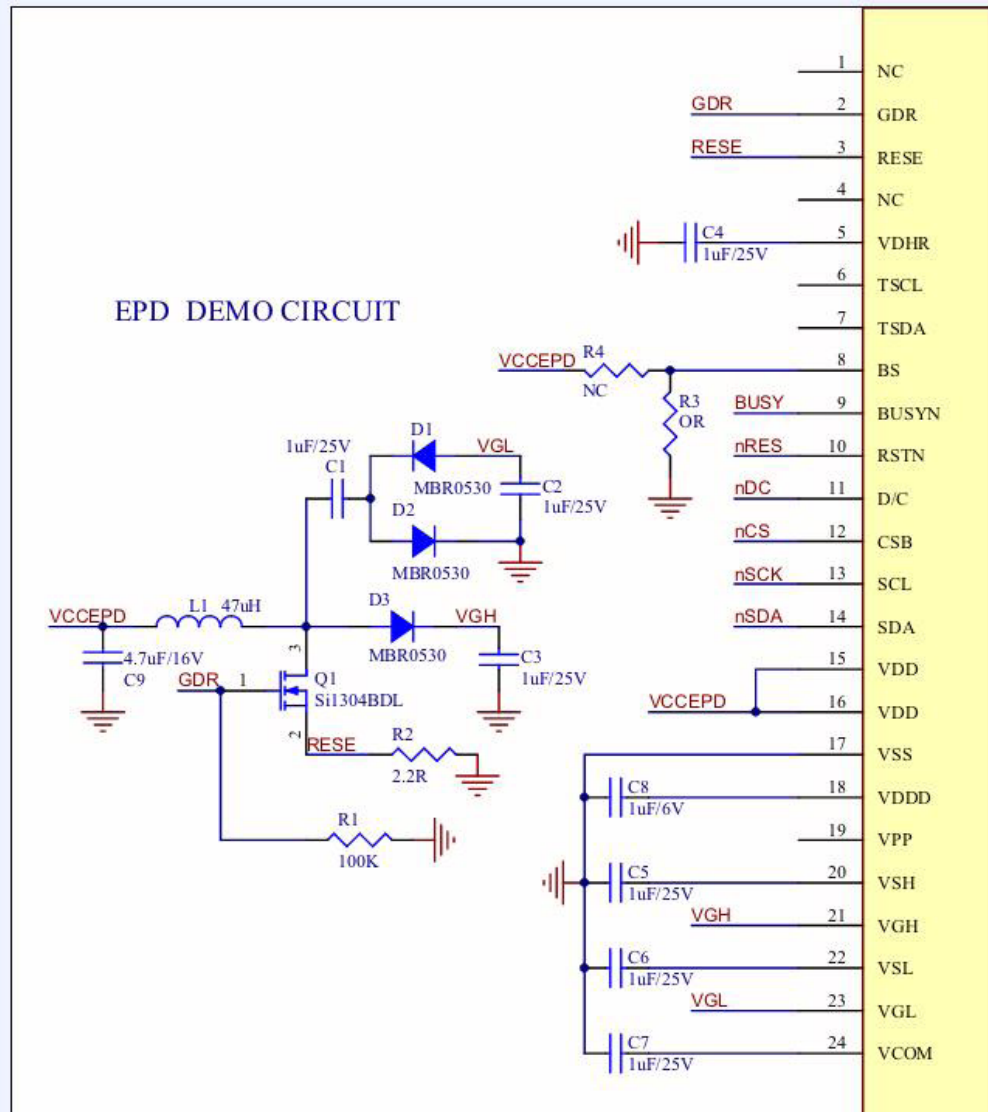 1 NC
GDR 2 GDR
RESE 3 RESE
4 NC
C4 5 VDHR
1uF/25V
6 TSCL
EPD DEMO CIRCUIT
7 TSDA
VCCEPD R4 8 BS
NC
R3
OR
BUSY 9 BUSYN
D1
1uF/25V
C1
VGL
nRES 10 RSTN
MBR0530
C2
1uF/25V
nDC 11 D/C
D2
nCS 12 CSB
MBR0530
nSCK 13 SCL
VCCEPD L1 47uH
D3
VGH
nSDA 14 SDA
MBR0530
3
4.7uF/16V
C9
C3
1uF/25V
15 VDD
GDR 1
Q1
Si1304BDL
VCCEPD 16 VDD
2
RESE
R2
2.2R
17 VSS
C8
1uF/6V
18 VDDD
R1
100K
19 VPP
C5
1uF/25V
20 VSH
VGH 21 VGH
C6
1uF/25V
22 VSL
VGL 23 VGL
C7
1uF/25V
24 VCOM